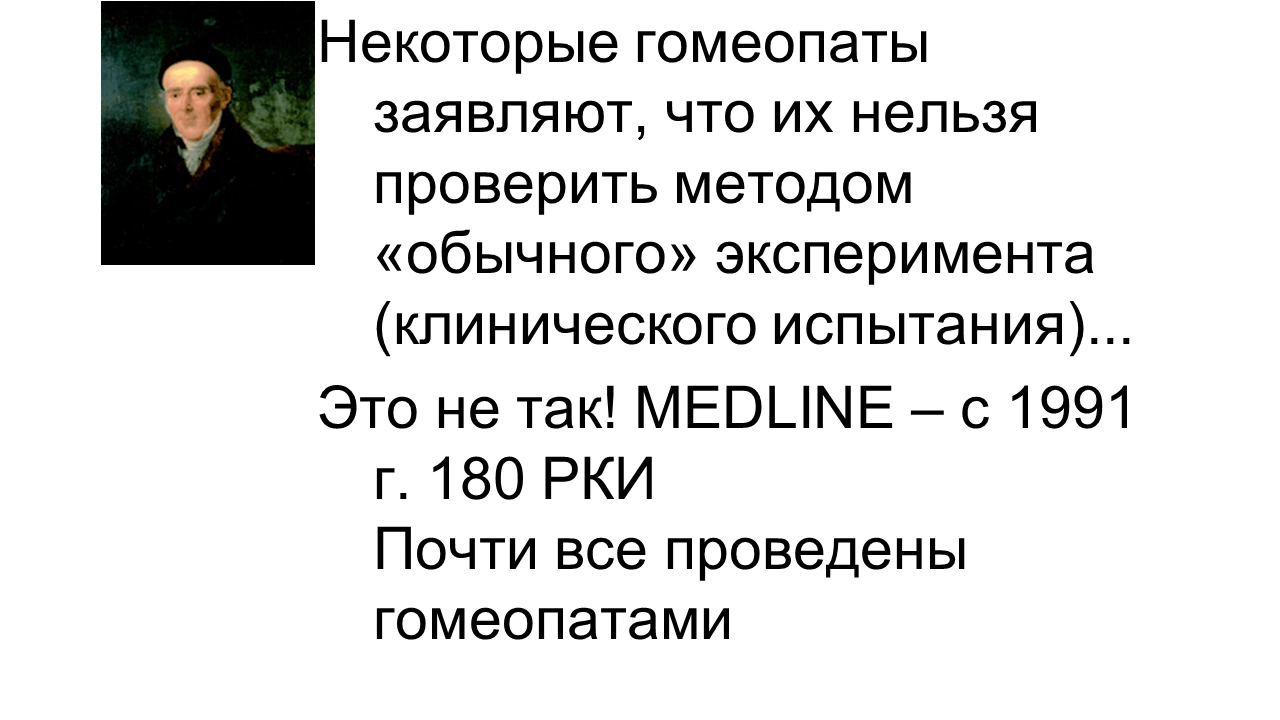 Некоторые гомеопаты
заявляют, что их нельзя
проверить методом
«обычного» эксперимента
(клинического испытания)...
Это не так! MEDLINE – с 1991
г. 180 РКИ
Почти все проведены
гомеопатами